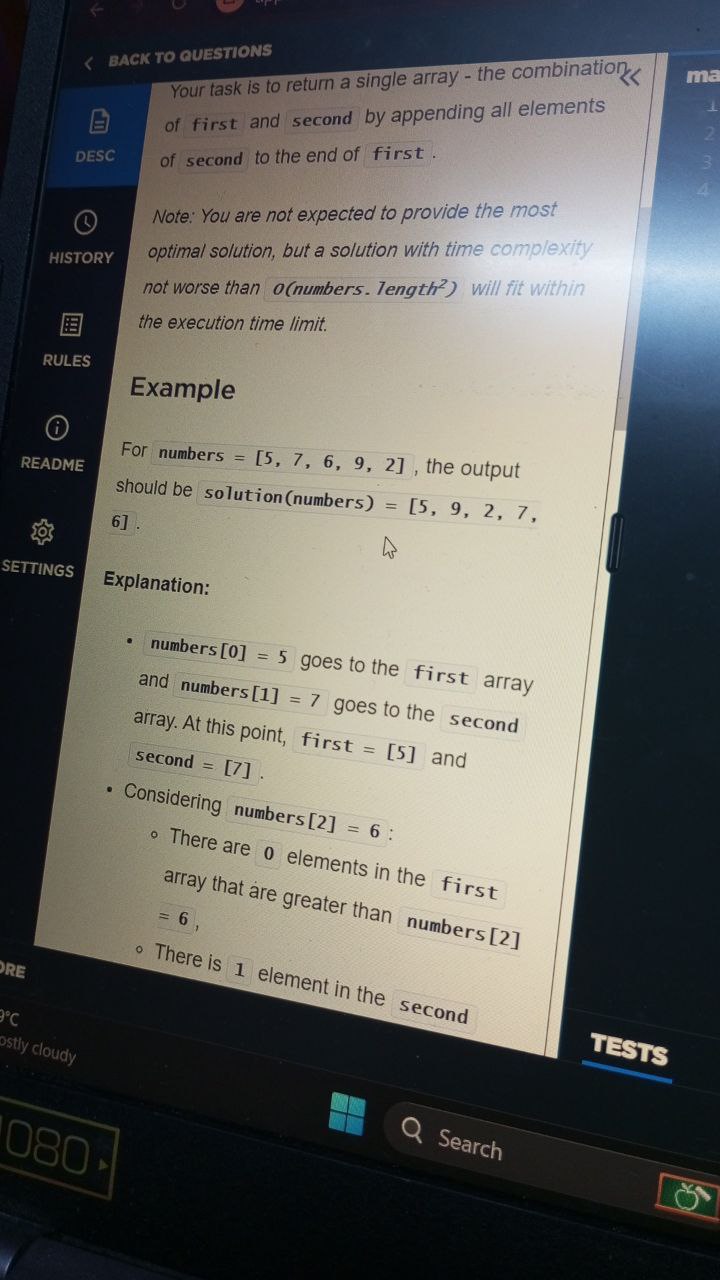 BACK TO QUESTIONS
Your task is to return a single array - the combination
of first and second by appending all elements
of second to the end of first.
Note: You are not expected to provide the most
optimal solution, but a solution with time complexity
not worse than O(numbers.length²) will fit within
the execution time limit.
Example
For numbers = [5, 7, 6, 9, 2], the output
should be solution(numbers) = [5, 9, 2, 7,
6].
Explanation:
• numbers[0] = 5 goes to the first array
and numbers[1] = 7 goes to the second
array. At this point, first = [5] and
second = [7].
• Considering numbers[2] = 6:
◦ There are 0 elements in the first
array that are greater than numbers[2]
= 6,
◦ There is 1 element in the second
DESC
HISTORY
RULES
README
SETTINGS
ma
1
2
3
4
TESTS
ORE
9°C
ostly cloudy
Search
1080